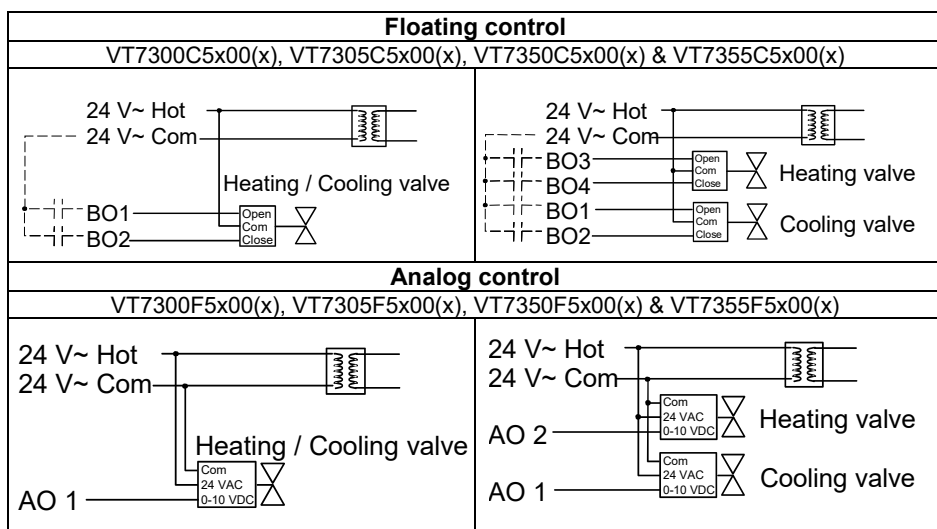 Floating control
VT7300C5x00(x), VT7305C5x00(x), VT7350C5x00(x) & VT7355C5x00(x)
24 V~ Hot
24 V~ Com
Heating / Cooling valve
BO1
BO2
Open
Com
Close
24 V~ Hot
24 V~ Com
BO3
BO4
Open
Com
Close
Heating valve
BO1
BO2
Open
Com
Close
Cooling valve
Analog control
VT7300F5x00(x), VT7305F5x00(x), VT7350F5x00(x) & VT7355F5x00(x)
24 V~ Hot
24 V~ Com
Heating / Cooling valve
Com
24 VAC
0-10 VDC
AO 1
24 V~ Hot
24 V~ Com
Com
24 VAC
0-10 VDC
Heating valve
AO 2
Com
24 VAC
0-10 VDC
Cooling valve
AO 1